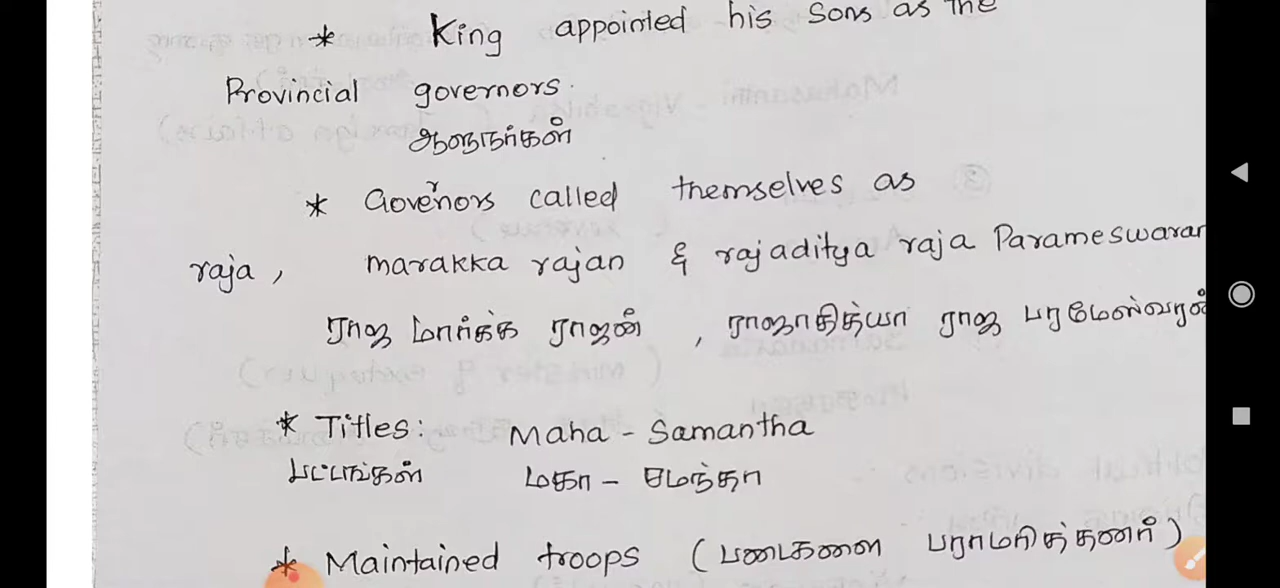 * King appointed his Sons as the
Provincial governors.
ஆளுநர்கள்
* Governors called themselves as
raja, marakka rajan & rajaditya raja Parameswaran
ராஜ மார்க்க ராஜன், ராஜாதித்யா ராஜ பரமேஸ்வரன்
* Titles: Maha - Samantha
பட்டங்கள் மகா - சமந்தா
* Maintained troops (படைகளை பராமரித்தனர்)